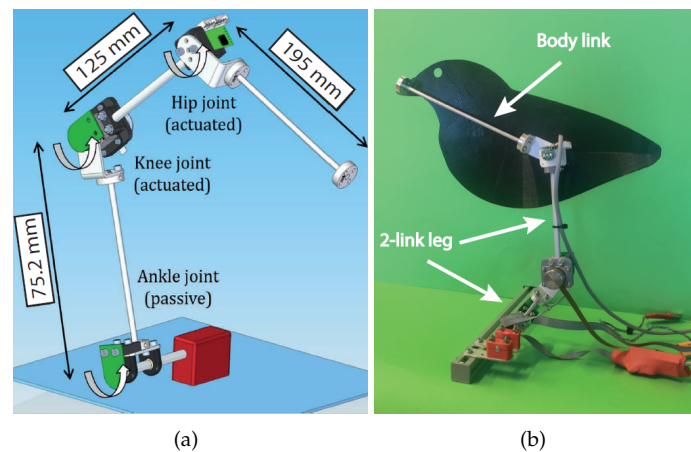 125 mm
195 mm
Hip joint
(actuated)
Knee joint
(actuated)
75.2 mm
Ankle joint
(passive)
(a)
Body link
2-link leg
(b)